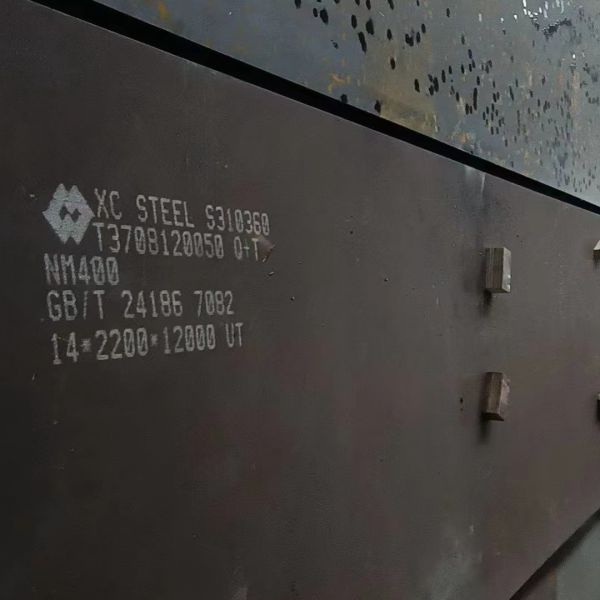 XC STEEL S310360
T3708120050 Q+T
NM400
GB/T 24186 7082
14*2200*12000 UT